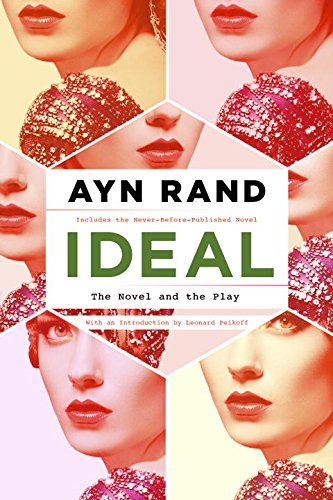 AYN RAND
Includes the Never-Before-Published Novel
IDEAL
The Novel and the Play
With an Introduction by Leonard Peikoff